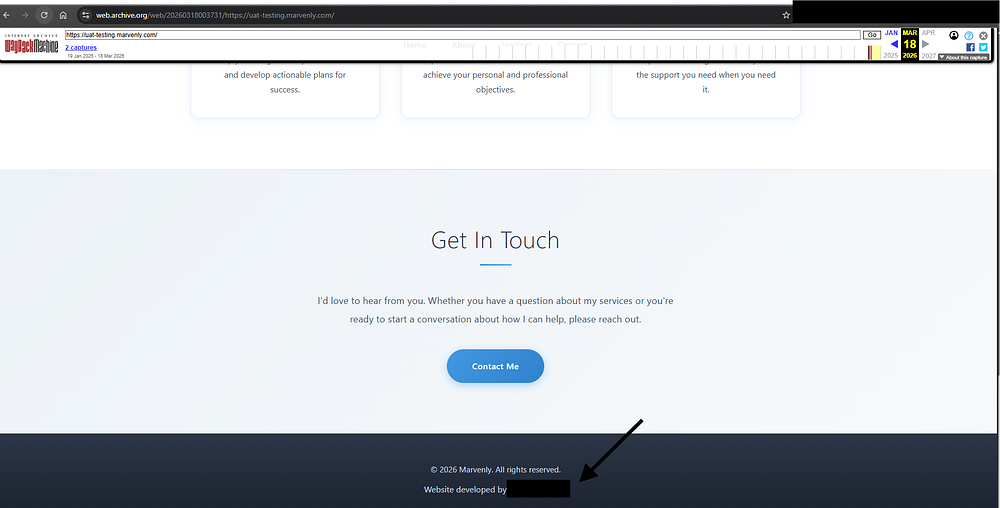 web.archive.org/web/20260318003731/https://uat-testing.marvenly.com/
INTERNET ARCHIVE
WayBackMachine
https://uat-testing.marvenly.com/
Go
JAN
MAR
APR
2 captures
18
19 Jan 2026 - 18 Mar 2026
2025
2026
2027
About this capture
Home
About
Contact
and develop actionable plans for
success.
achieve your personal and professional
objectives.
the support you need when you need
it.
Get In Touch
I'd love to hear from you. Whether you have a question about my services or you're
ready to start a conversation about how I can help, please reach out.
Contact Me
© 2026 Marvenly. All rights reserved.
Website developed by